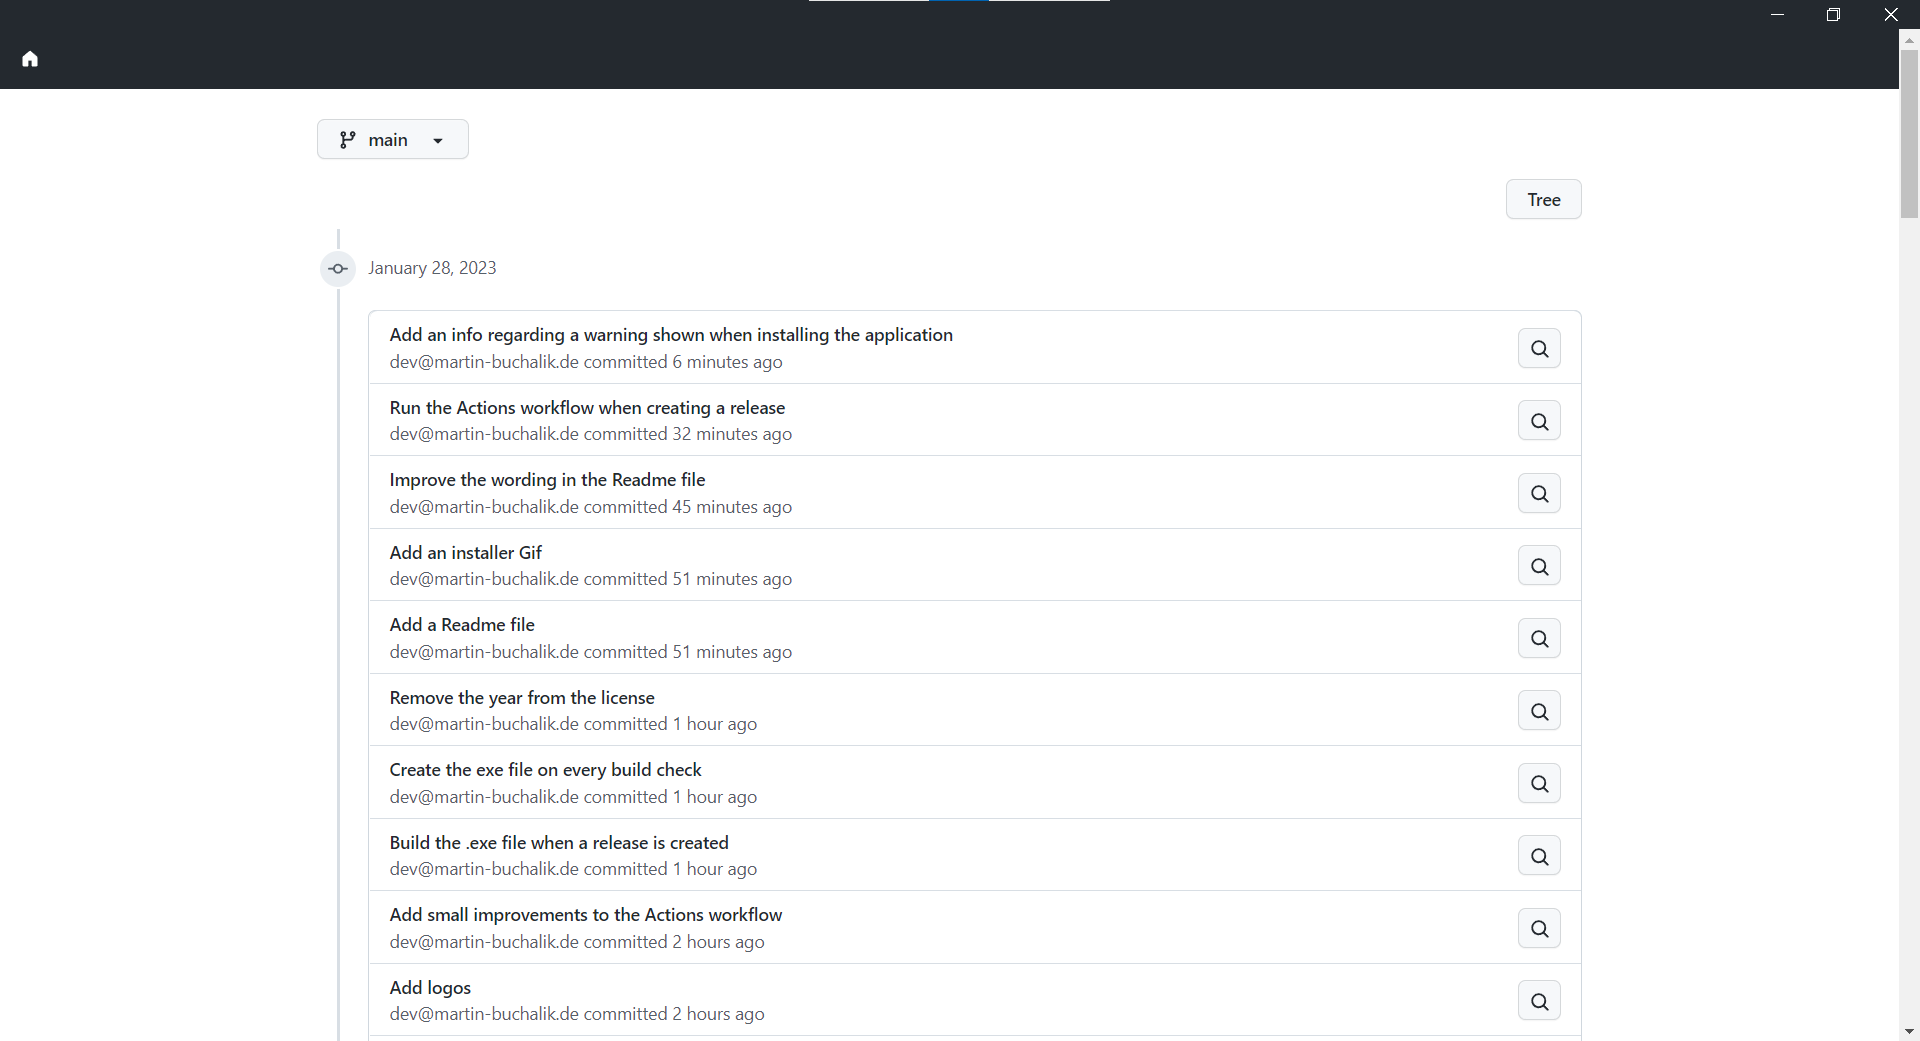 main
Tree
January 28, 2023
Add an info regarding a warning shown when installing the application
dev@martin-buchalik.de committed 6 minutes ago
Run the Actions workflow when creating a release
dev@martin-buchalik.de committed 32 minutes ago
Improve the wording in the Readme file
dev@martin-buchalik.de committed 45 minutes ago
Add an installer Gif
dev@martin-buchalik.de committed 51 minutes ago
Add a Readme file
dev@martin-buchalik.de committed 51 minutes ago
Remove the year from the license
dev@martin-buchalik.de committed 1 hour ago
Create the exe file on every build check
dev@martin-buchalik.de committed 1 hour ago
Build the .exe file when a release is created
dev@martin-buchalik.de committed 1 hour ago
Add small improvements to the Actions workflow
dev@martin-buchalik.de committed 2 hours ago
Add logos
dev@martin-buchalik.de committed 2 hours ago